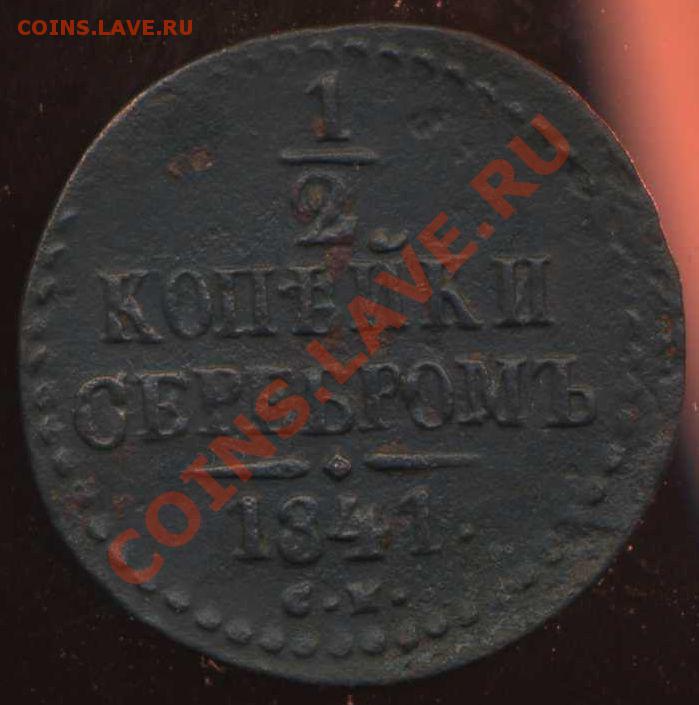 COINS.LAVE.RU
1
2
КОПѢЙКИ
СЕРЕБРОМЪ
1841.
С.М.
COINS.LAVE.RU